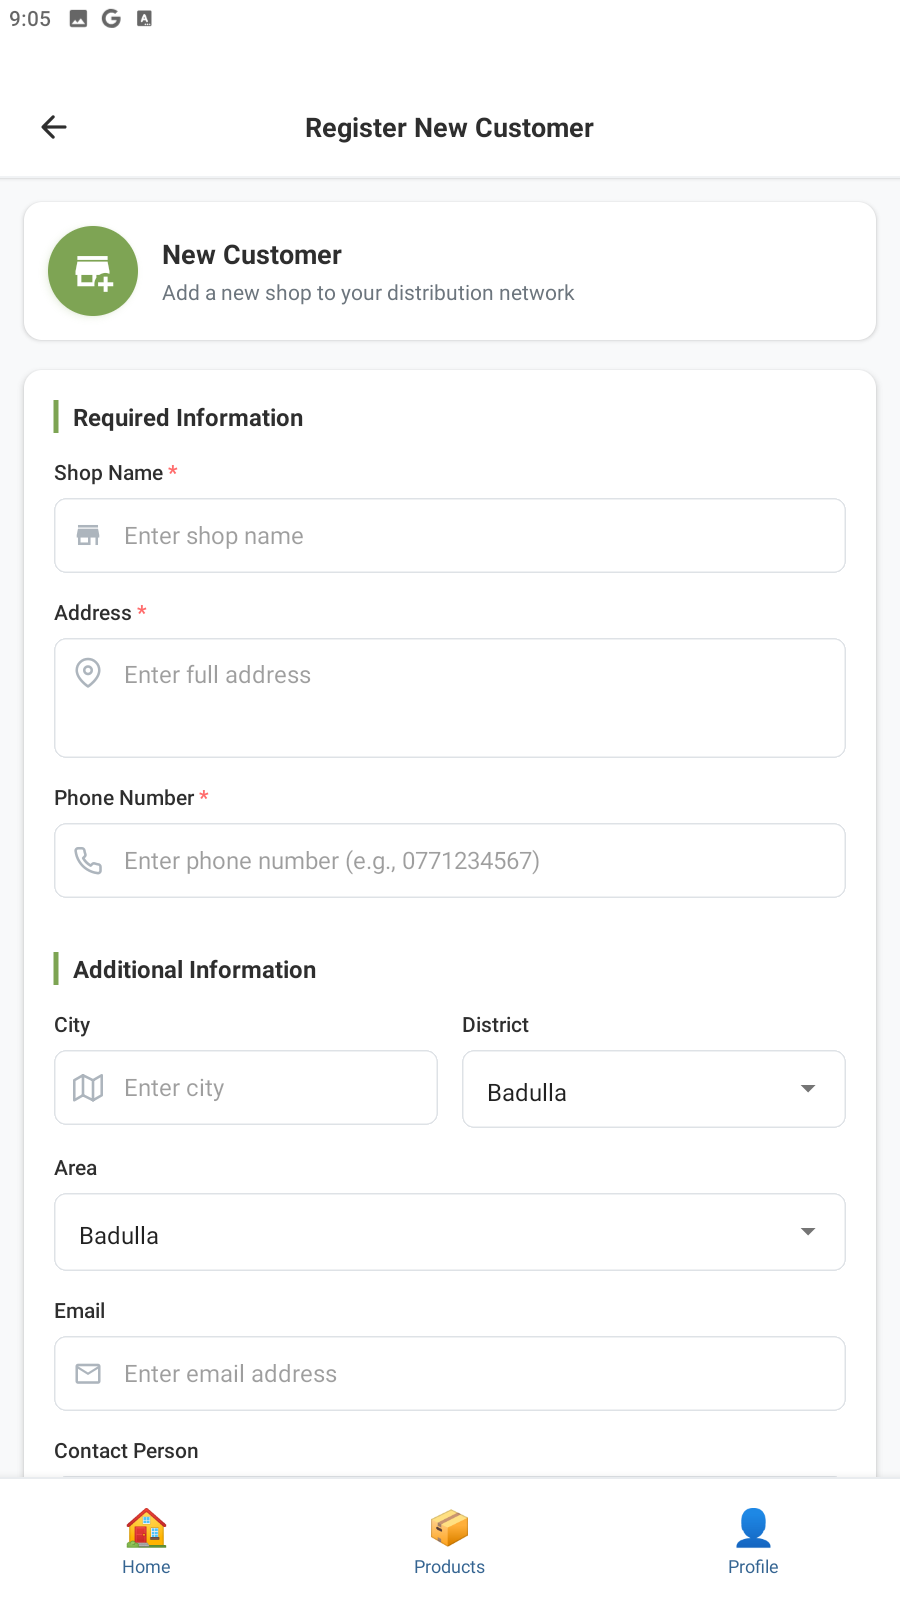 9:05
Register New Customer
New Customer
Add a new shop to your distribution network
Required Information
Shop Name *
Enter shop name
Address *
Enter full address
Phone Number *
Enter phone number (e.g., 0771234567)
Additional Information
City District
Enter city Badulla
Area
Badulla
Email
Enter email address
Contact Person
Home Products Profile